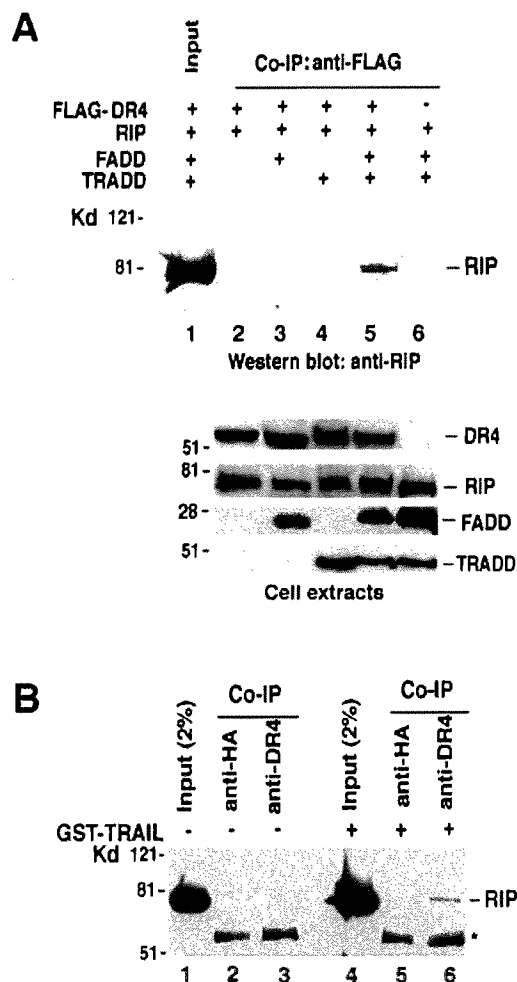 A
Input
Co-IP: anti-FLAG
FLAG-DR4 + + + + + -
RIP + + + + + +
FADD + + + +
TRADD + + + +
Kd 121-
81- -RIP
1 2 3 4 5 6
Western blot: anti-RIP
51- -DR4
81- -RIP
28- -FADD
51- -TRADD
Cell extracts
B
Co-IP Co-IP
Input (2%) anti-HA anti-DR4 Input (2%) anti-HA anti-DR4
GST-TRAIL - - - + + +
Kd 121-
81- -RIP
*
51-
1 2 3 4 5 6